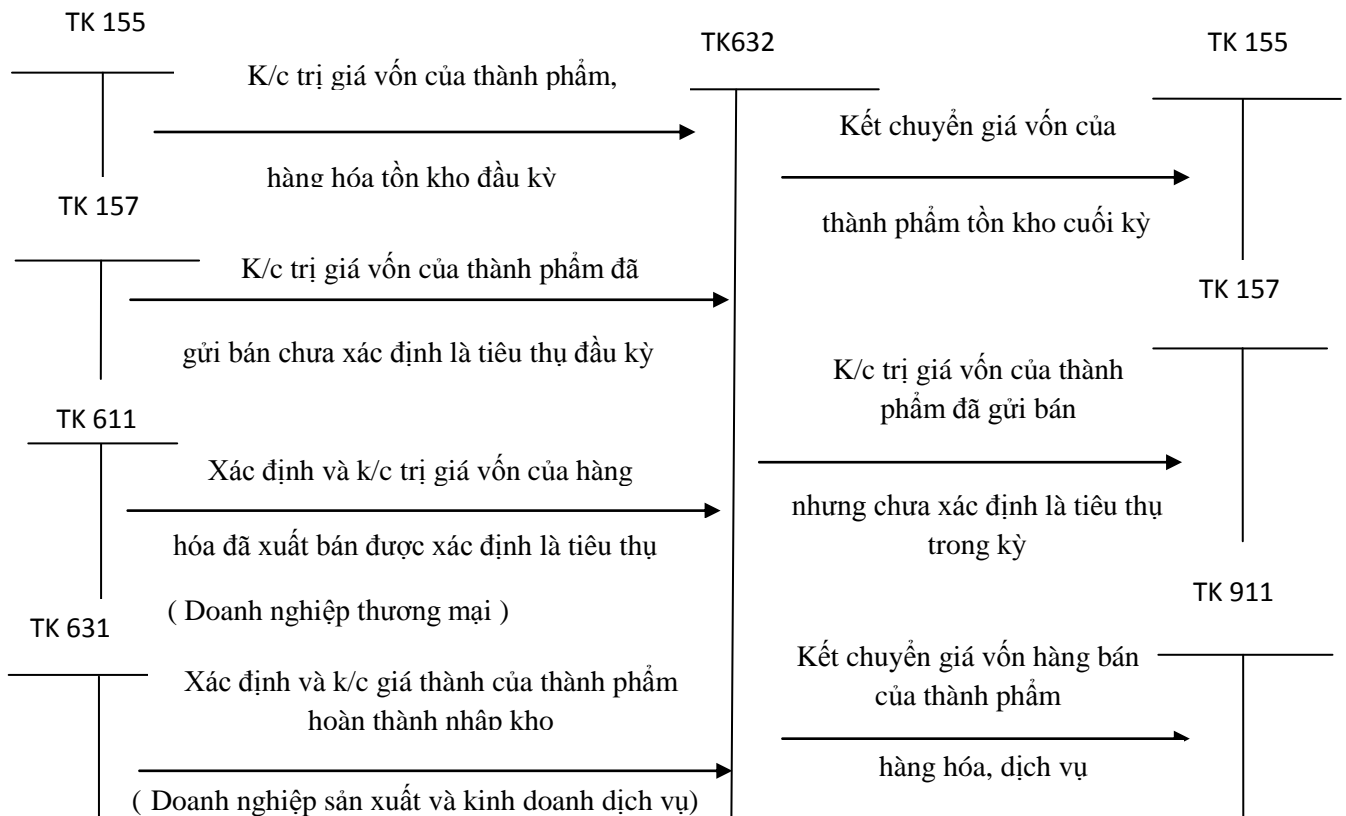 TK 155
TK632
TK 155
K/c trị giá vốn của thành phẩm,
hàng hóa tồn kho đầu kỳ
Kết chuyển giá vốn của
thành phẩm tồn kho cuối kỳ
TK 157
K/c trị giá vốn của thành phẩm đã
gửi bán chưa xác định là tiêu thụ đầu kỳ
TK 157
K/c trị giá vốn của thành
phẩm đã gửi bán
nhưng chưa xác định là tiêu thụ
trong kỳ
TK 611
Xác định và k/c trị giá vốn của hàng
hóa đã xuất bán được xác định là tiêu thụ
( Doanh nghiệp thương mại )
TK 911
Kết chuyển giá vốn hàng bán
của thành phẩm
hàng hóa, dịch vụ
TK 631
Xác định và k/c giá thành của thành phẩm
hoàn thành nhập kho
( Doanh nghiệp sản xuất và kinh doanh dịch vụ)